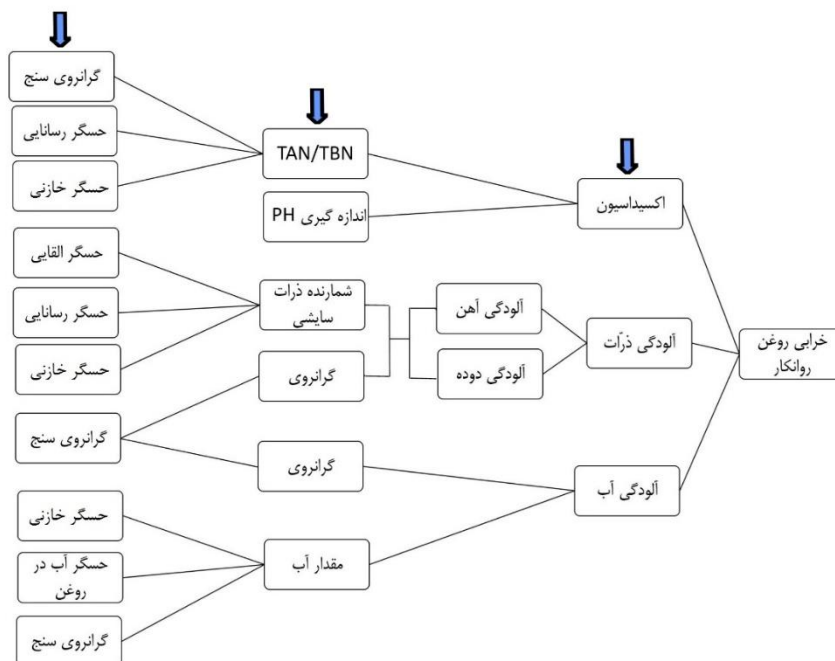 خرابی روغن
روانکار
اکسیداسیون
آلودگی ذرّات
آلودگی آب
آلودگی آهن
آلودگی دوده
TAN/TBN
اندازه گیری PH
شمارنده ذرات
سایشی
گرانروی
گرانروی
مقدار آب
گرانروی سنج
حسگر رسانایی
حسگر خازنی
حسگر القایی
حسگر رسانایی
حسگر خازنی
گرانروی سنج
حسگر خازنی
حسگر آب در
روغن
گرانروی سنج